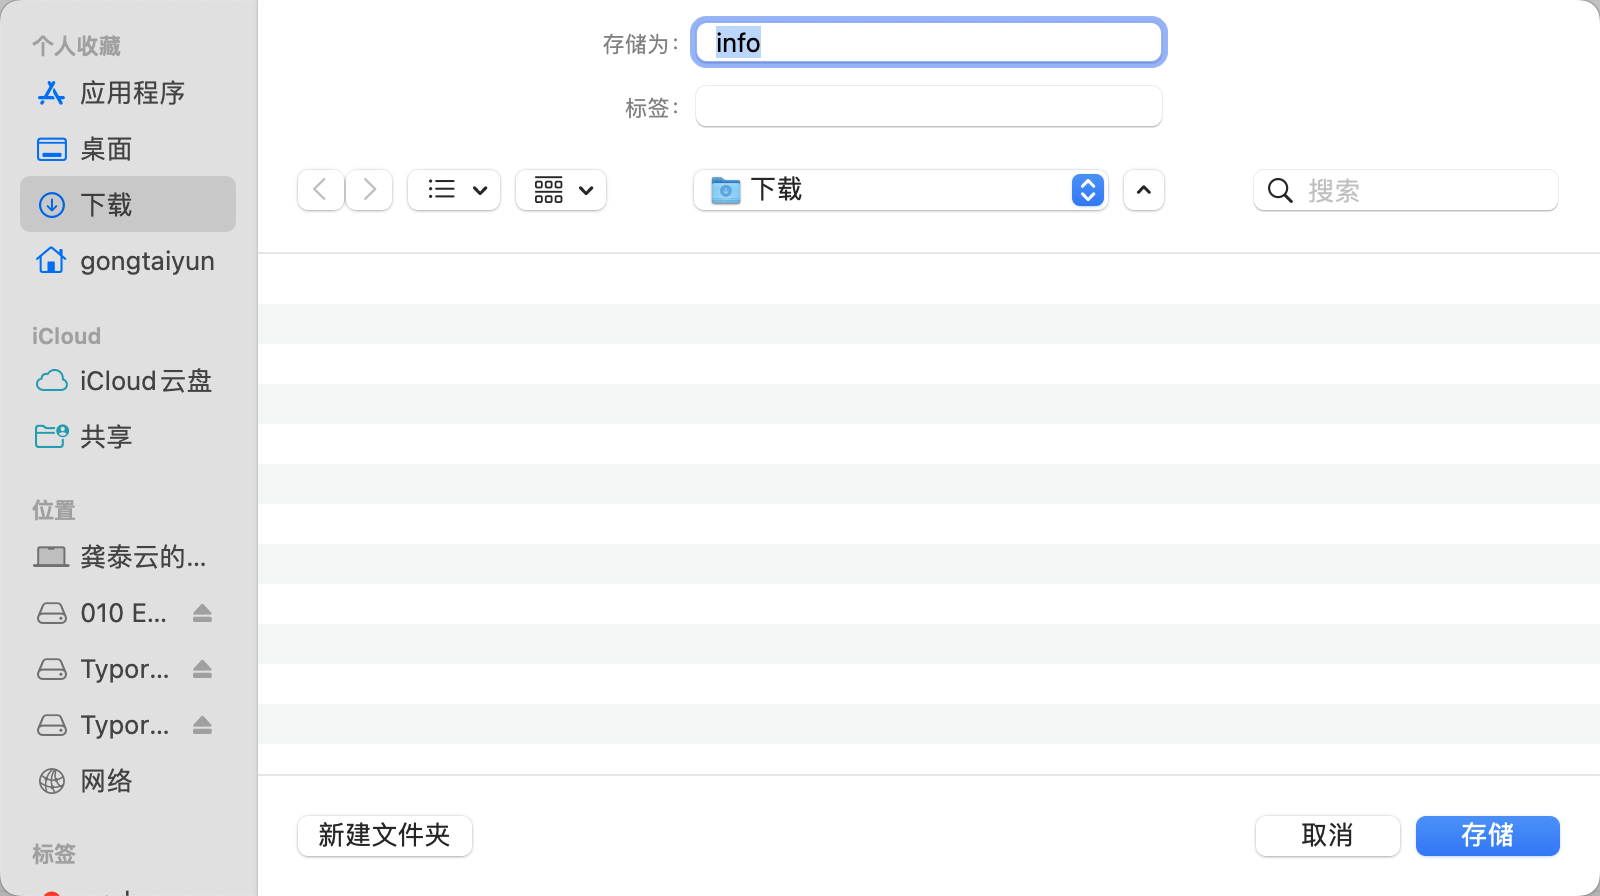 个人收藏
应用程序
桌面
下载
gongtaiyun
iCloud
iCloud云盘
共享
位置
龚泰云的...
010 E...
Typor...
Typor...
网络
标签
存储为：
info
标签：
下载
搜索
新建文件夹
取消
存储